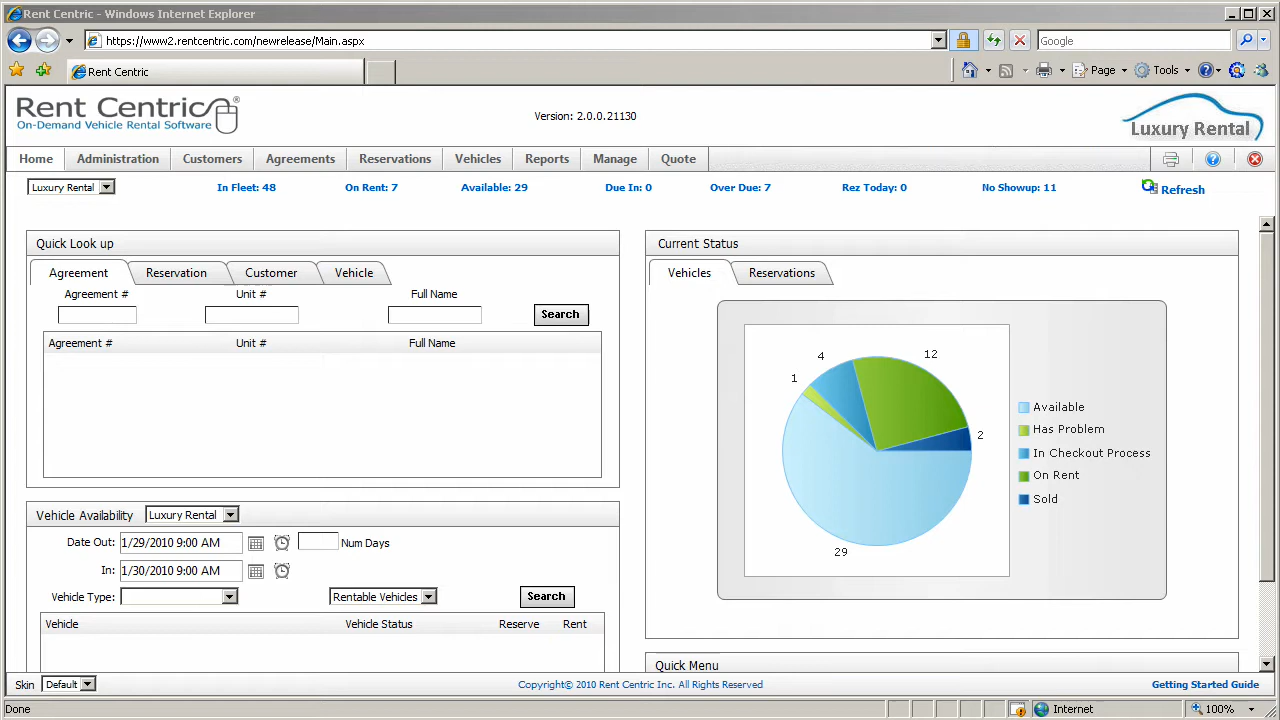 Rent Centric - Windows Internet Explorer
https://www2.rentcentric.com/newrelease/Main.aspx
Google
Rent Centric
Page
Tools
Rent Centric®
On-Demand Vehicle Rental Software
Version: 2.0.0.21130
Luxury Rental
Home Administration Customers Agreements Reservations Vehicles Reports Manage Quote
Luxury Rental In Fleet: 48 On Rent: 7 Available: 29 Due In: 0 Over Due: 7 Rez Today: 0 No Showup: 11 Refresh
Quick Look up
Agreement Reservation Customer Vehicle
Agreement # Unit # Full Name
Search
Agreement # Unit # Full Name
Current Status
Vehicles Reservations
4 12
1
2
29
Available
Has Problem
In Checkout Process
On Rent
Sold
Vehicle Availability Luxury Rental
Date Out: 1/29/2010 9:00 AM Num Days
In: 1/30/2010 9:00 AM
Vehicle Type: Rentable Vehicles Search
Vehicle Vehicle Status Reserve Rent
Quick Menu
Skin Default Copyright© 2010 Rent Centric Inc. All Rights Reserved Getting Started Guide
Done Internet 100%